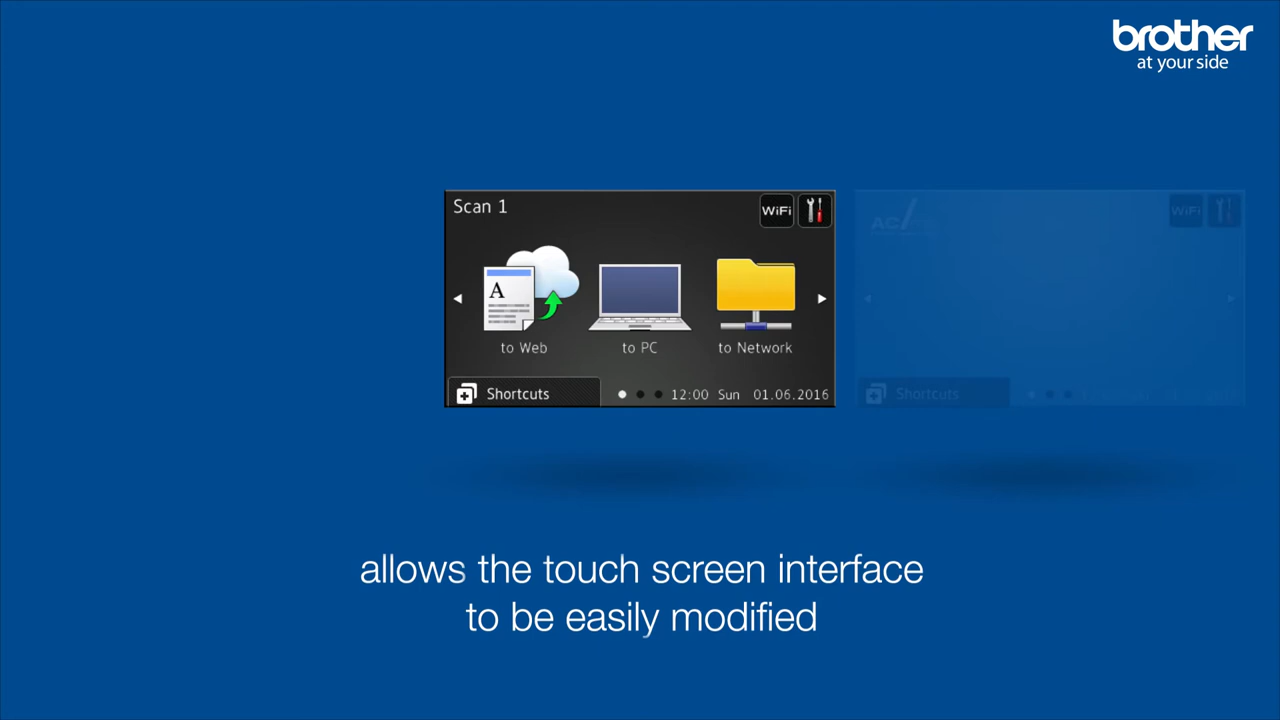 brother
at your side
Scan 1
WiFi
A
to Web
to PC
to Network
Shortcuts
12:00 Sun 01.06.2016
WiFi
Shortcuts
allows the touch screen interface
to be easily modified